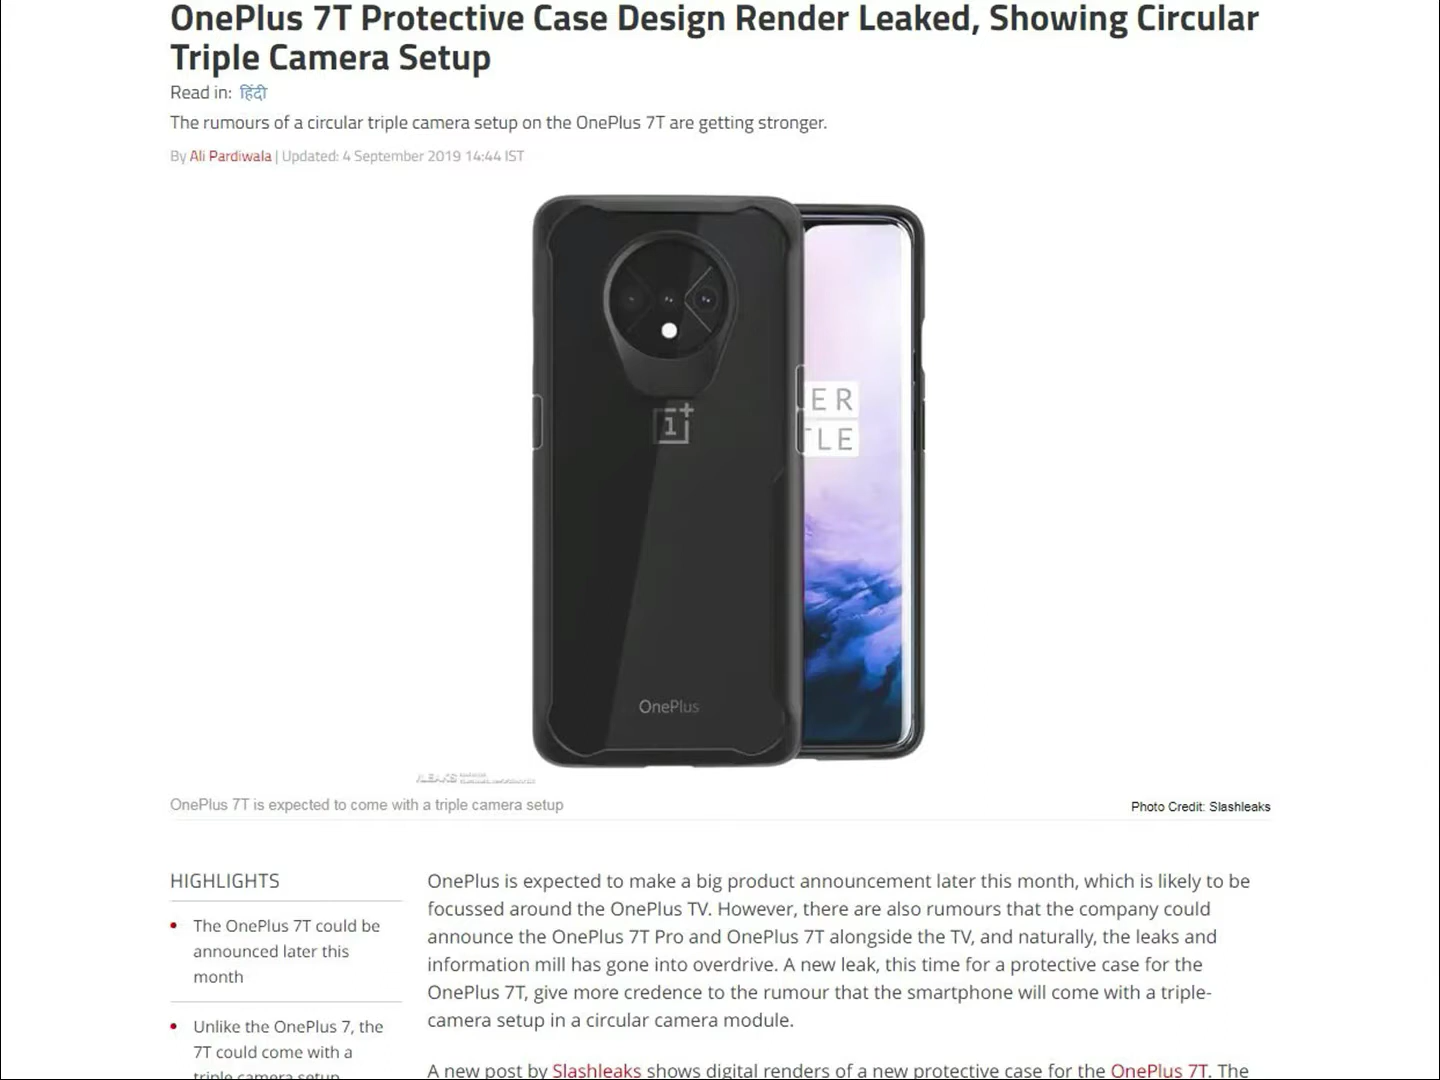 OnePlus 7T Protective Case Design Render Leaked, Showing Circular
Triple Camera Setup
Read in: हिंदी
The rumours of a circular triple camera setup on the OnePlus 7T are getting stronger.
By Ali Pardiwala | Updated: 4 September 2019 14:44 IST
ER
TLE
OnePlus
/LEAKS
OnePlus 7T is expected to come with a triple camera setup
Photo Credit: Slashleaks
HIGHLIGHTS
The OnePlus 7T could be
announced later this
month
Unlike the OnePlus 7, the
7T could come with a
triple camera setup
OnePlus is expected to make a big product announcement later this month, which is likely to be
focussed around the OnePlus TV. However, there are also rumours that the company could
announce the OnePlus 7T Pro and OnePlus 7T alongside the TV, and naturally, the leaks and
information mill has gone into overdrive. A new leak, this time for a protective case for the
OnePlus 7T, give more credence to the rumour that the smartphone will come with a triple-
camera setup in a circular camera module.
A new post by Slashleaks shows digital renders of a new protective case for the OnePlus 7T. The